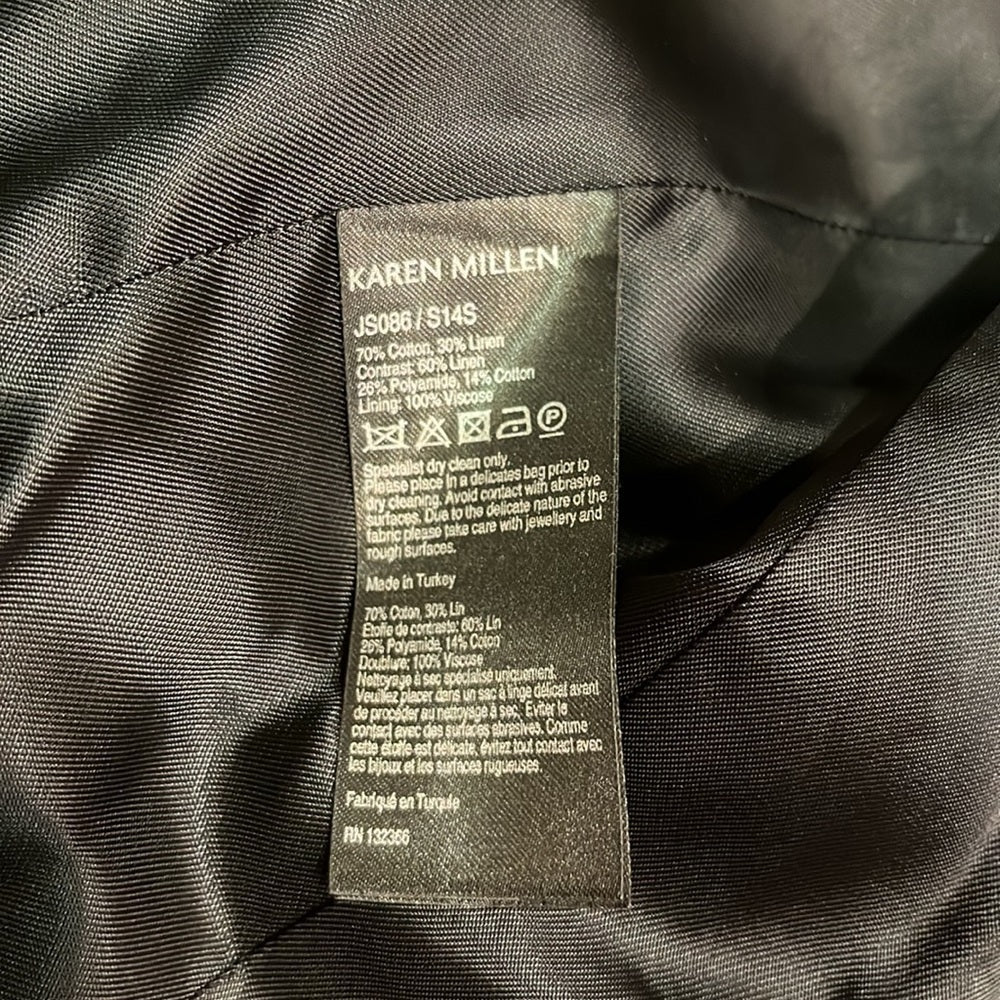 KAREN MILLEN
JS086 / S14S
70% Cotton, 30% Linen
Contrast: 60% Linen
26% Polyamide, 14% Cotton
Lining: 100% Viscose
P
Specialist dry clean only.
Please place in a delicates bag prior to
dry cleaning. Avoid contact with abrasive
surfaces. Due to the delicate nature of the
fabric please take care with jewellery and
rough surfaces.
Made in Turkey
70% Coton, 30% Lin
Etoffe de contraste: 60% Lin
26% Polyamide, 14% Coton
Doublure: 100% Viscose
Nettoyage à sec spécialisé uniquement.
Veuillez placer dans un sac à linge délicat avant
de procéder au nettoyage à sec. Eviter le
contact avec des surfaces abrasives. Comme
cette étoffe est délicate, évitez tout contact avec
les bijoux et les surfaces rugueuses.
Fabriqué en Turquie
RN 132366